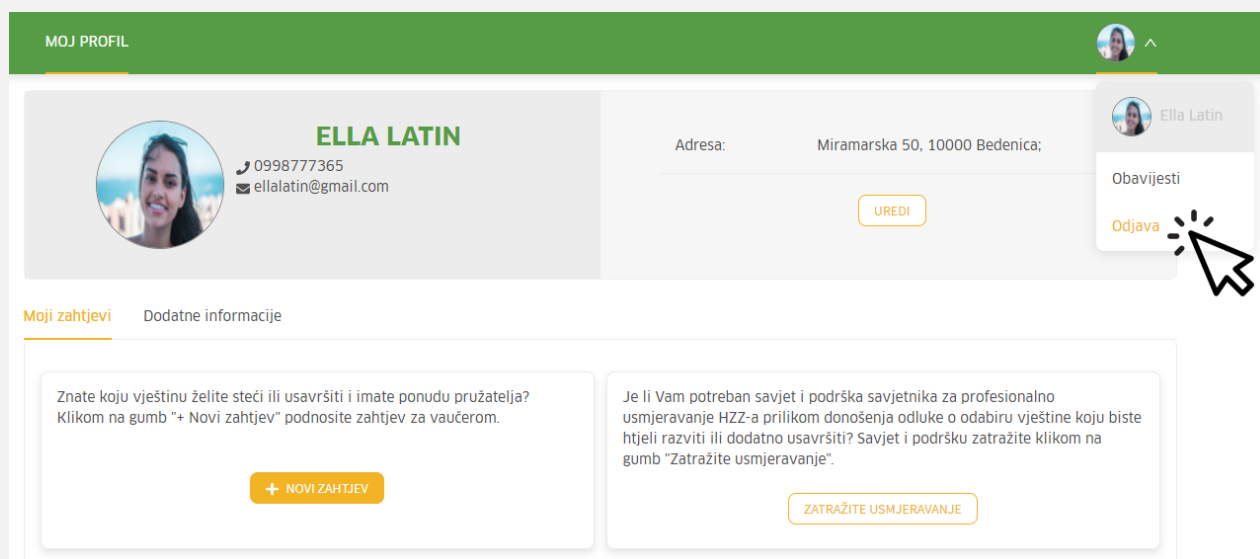 MOJ PROFIL
Ella Latin
Obavijesti
Odjava
ELLA LATIN
0998777365
ellalatin@gmail.com
Adresa: Miramarska 50, 10000 Bedenica;
UREDI
Moji zahtjevi Dodatne informacije
Znate koju vještinu želite steći ili usavršiti i imate ponudu pružatelja?
Klikom na gumb "+ Novi zahtjev" podnosite zahtjev za vaučerom.
+ NOVI ZAHTJEV
Je li Vam potreban savjet i podrška savjetnika za profesionalno
usmjeravanje HZZ-a prilikom donošenja odluke o odabiru vještine koju biste
htjeli razviti ili dodatno usavršiti? Savjet i podršku zatražite klikom na
gumb "Zatražite usmjeravanje".
ZATRAŽITE USMJERAVANJE